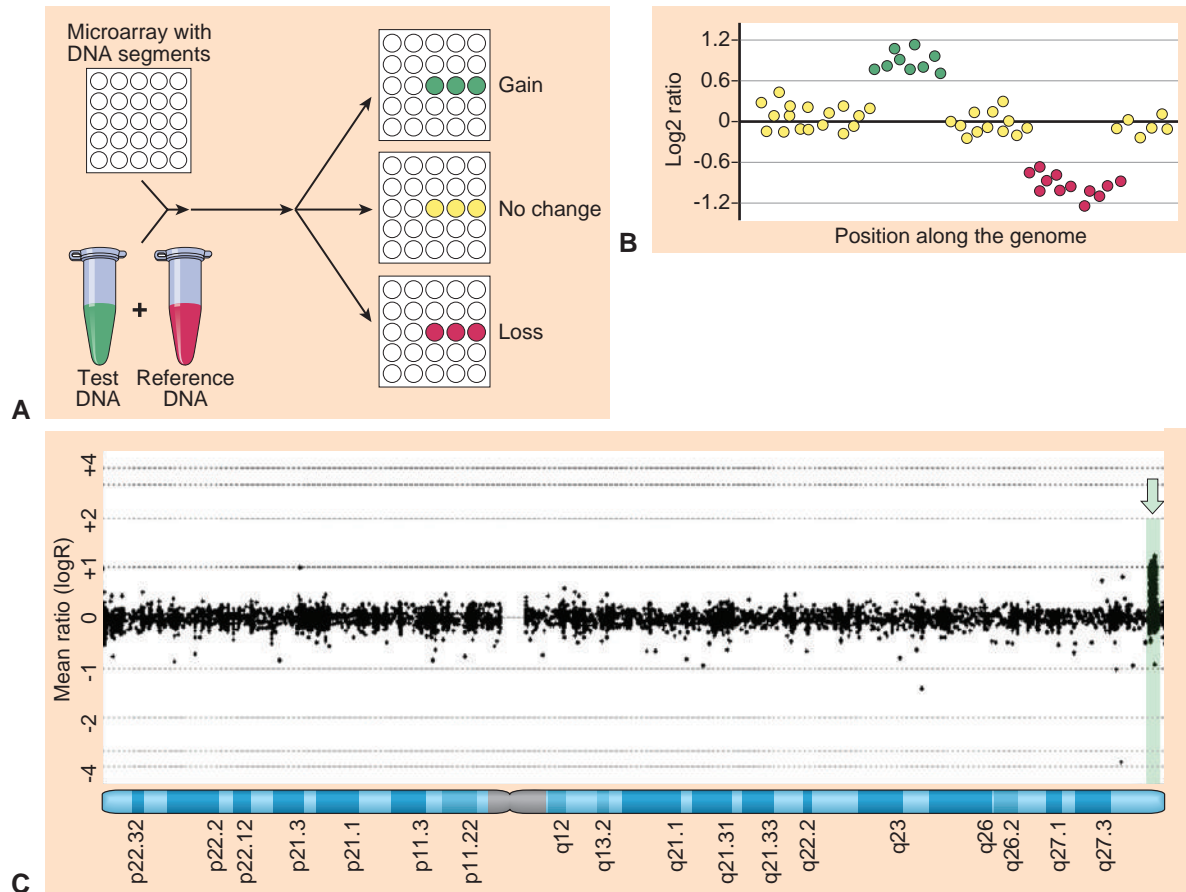 Microarray with
DNA segments
Gain
No change
Loss
+
Test
DNA
Reference
DNA
A
1.2
0.6
0
-0.6
-1.2
Log2 ratio
Position along the genome
B
+4
+2
+1
0
-1
-2
-4
Mean ratio (logR)
p22.32
p22.2
p22.12
p21.3
p21.1
p11.3
p11.22
q12
q13.2
q21.1
q21.31
q21.33
q22.2
q23
q26
q26.2
q27.1
q27.3
C